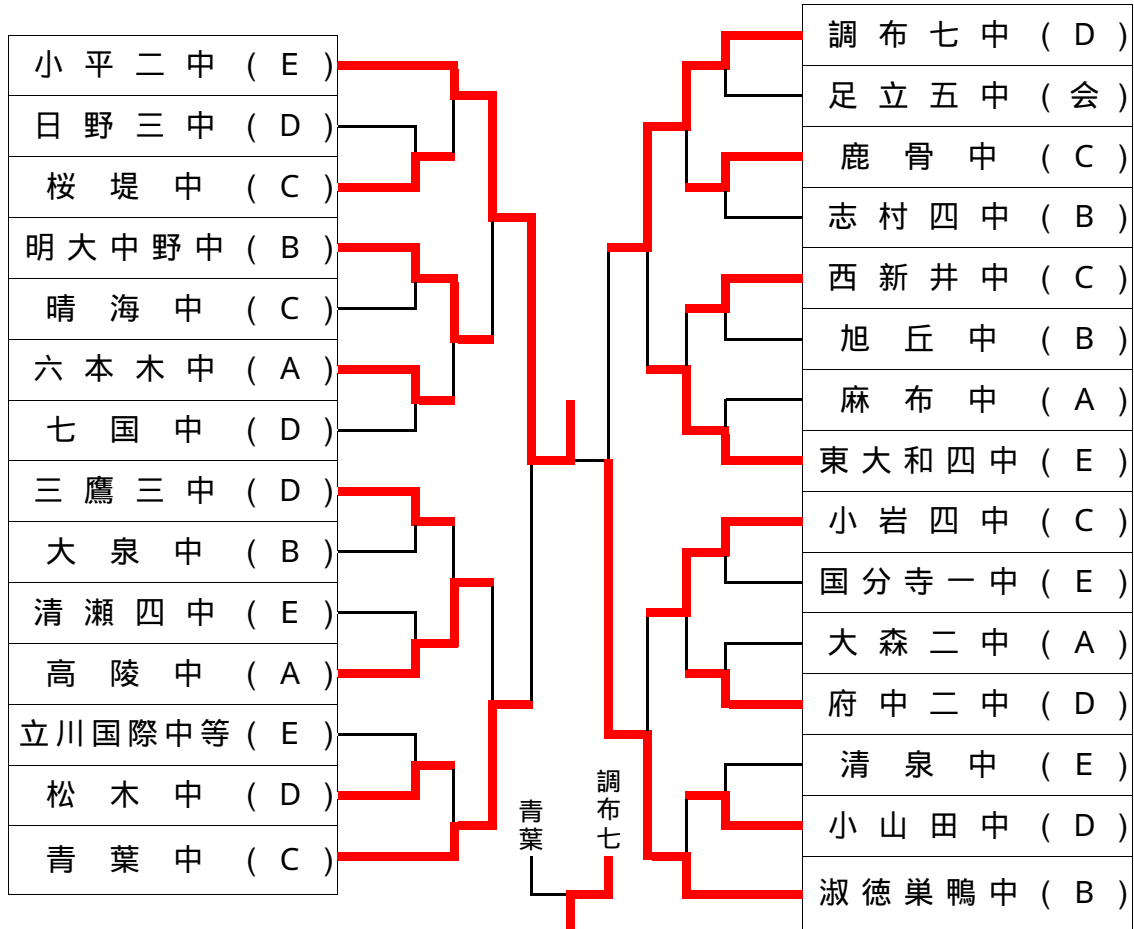 小平二中(E)
日野三中(D)
桜堤中(C)
明大中野中(B)
晴海中(C)
六本木中(A)
七国中(D)
三鷹三中(D)
大泉中(B)
清瀬四中(E)
高陵中(A)
立川国際中等(E)
松木中(D)
青葉中(C)
青葉
調布七
調布七中(D)
足立五中(会)
鹿骨中(C)
志村四中(B)
西新井中(C)
旭丘中(B)
麻布中(A)
東大和四中(E)
小岩四中(C)
国分寺一中(E)
大森二中(A)
府中二中(D)
清泉中(E)
小山田中(D)
淑徳巣鴨中(B)